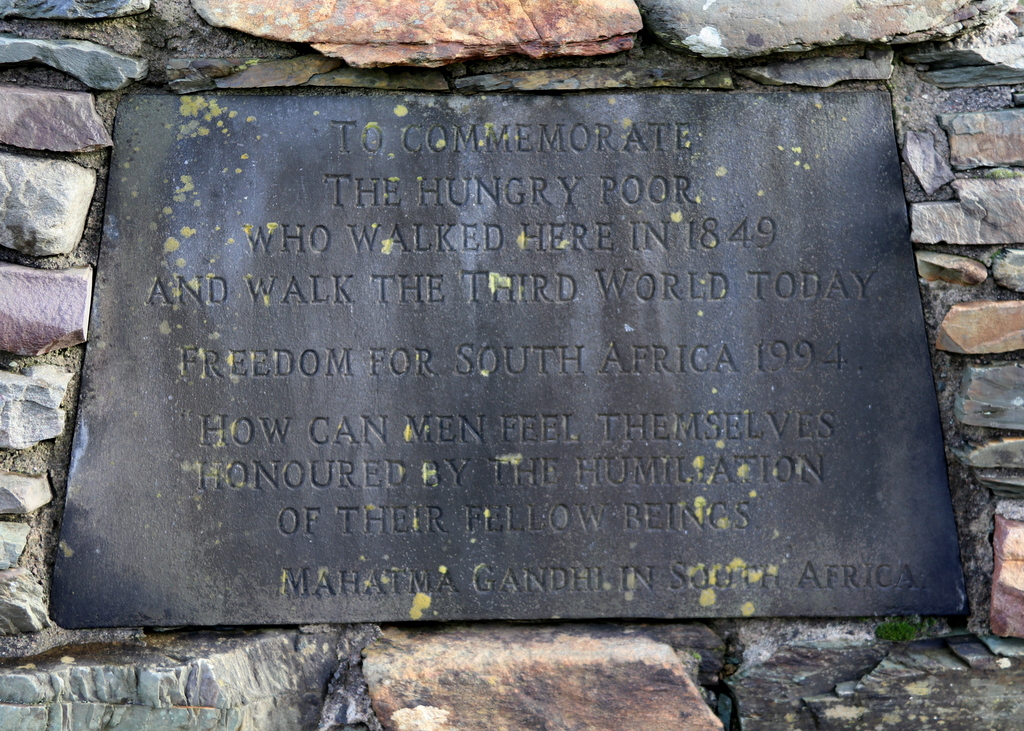 TO COMMEMORATE
THE HUNGRY POOR
WHO WALKED HERE IN 1849
AND WALK THE THIRD WORLD TODAY
FREEDOM FOR SOUTH AFRICA 1994.
"HOW CAN MEN FEEL THEMSELVES
HONOURED BY THE HUMILIATION
OF THEIR FELLOW BEINGS"
MAHATMA GANDHI IN SOUTH AFRICA.